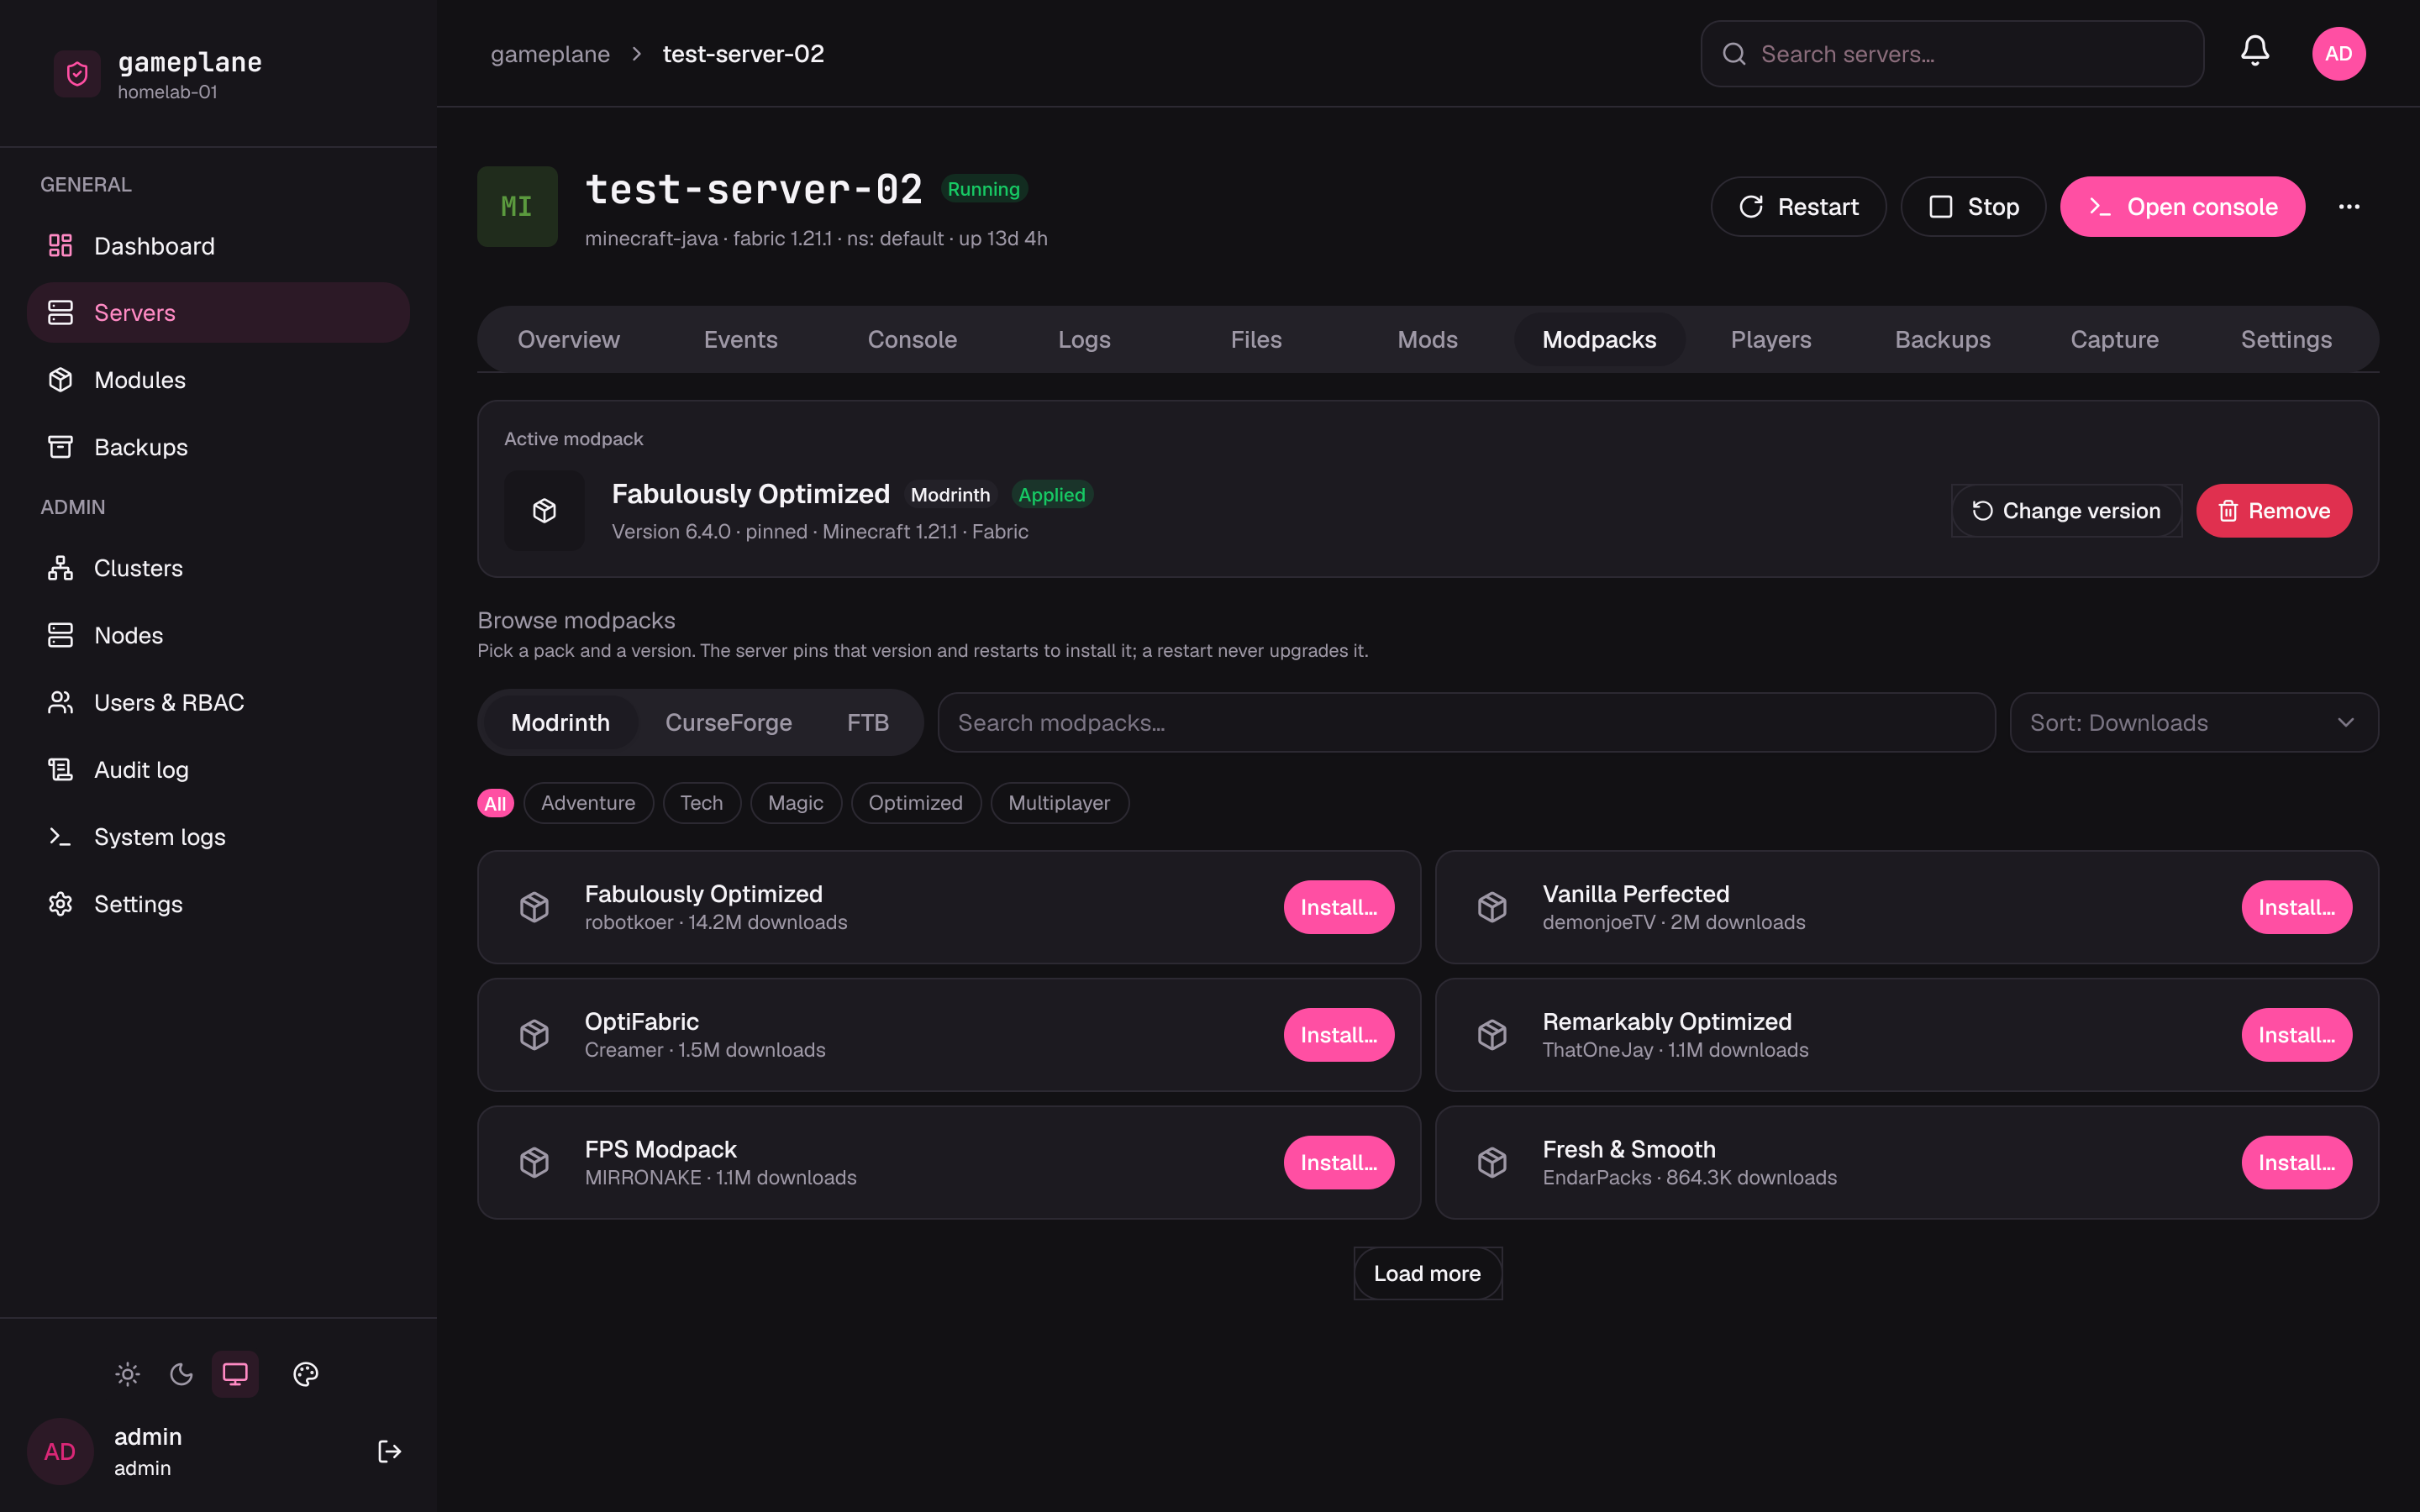 gameplane
homelab-01
GENERAL
Dashboard
Servers
Modules
Backups
ADMIN
Clusters
Nodes
Users & RBAC
Audit log
System logs
Settings
AD
admin
admin
gameplane > test-server-02
Search servers...
AD
MI
test-server-02 Running
minecraft-java · fabric 1.21.1 · ns: default · up 13d 4h
Restart
Stop
Open console
Overview
Events
Console
Logs
Files
Mods
Modpacks
Players
Backups
Capture
Settings
Active modpack
Fabulously Optimized Modrinth Applied
Version 6.4.0 · pinned · Minecraft 1.21.1 · Fabric
Change version
Remove
Browse modpacks
Pick a pack and a version. The server pins that version and restarts to install it; a restart never upgrades it.
Modrinth
CurseForge
FTB
Search modpacks...
Sort: Downloads
All
Adventure
Tech
Magic
Optimized
Multiplayer
Fabulously Optimized
robotkoer · 14.2M downloads
Install...
Vanilla Perfected
demonjoeTV · 2M downloads
Install...
OptiFabric
Creamer · 1.5M downloads
Install...
Remarkably Optimized
ThatOneJay · 1.1M downloads
Install...
FPS Modpack
MIRRONAKE · 1.1M downloads
Install...
Fresh & Smooth
EndarPacks · 864.3K downloads
Install...
Load more